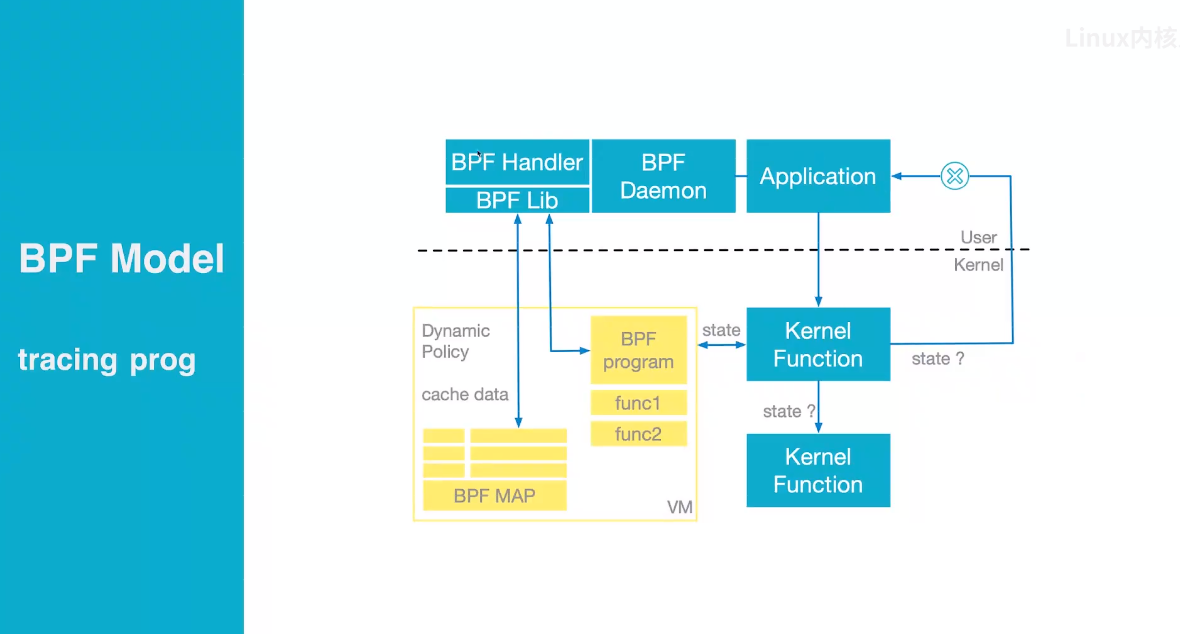 Linux内核
BPF Model
tracing prog
BPF Handler
BPF Lib
BPF
Daemon
Application
User
Kernel
Dynamic
Policy
cache data
BPF MAP
BPF
program
func1
func2
VM
state
Kernel
Function
state ?
state ?
Kernel
Function